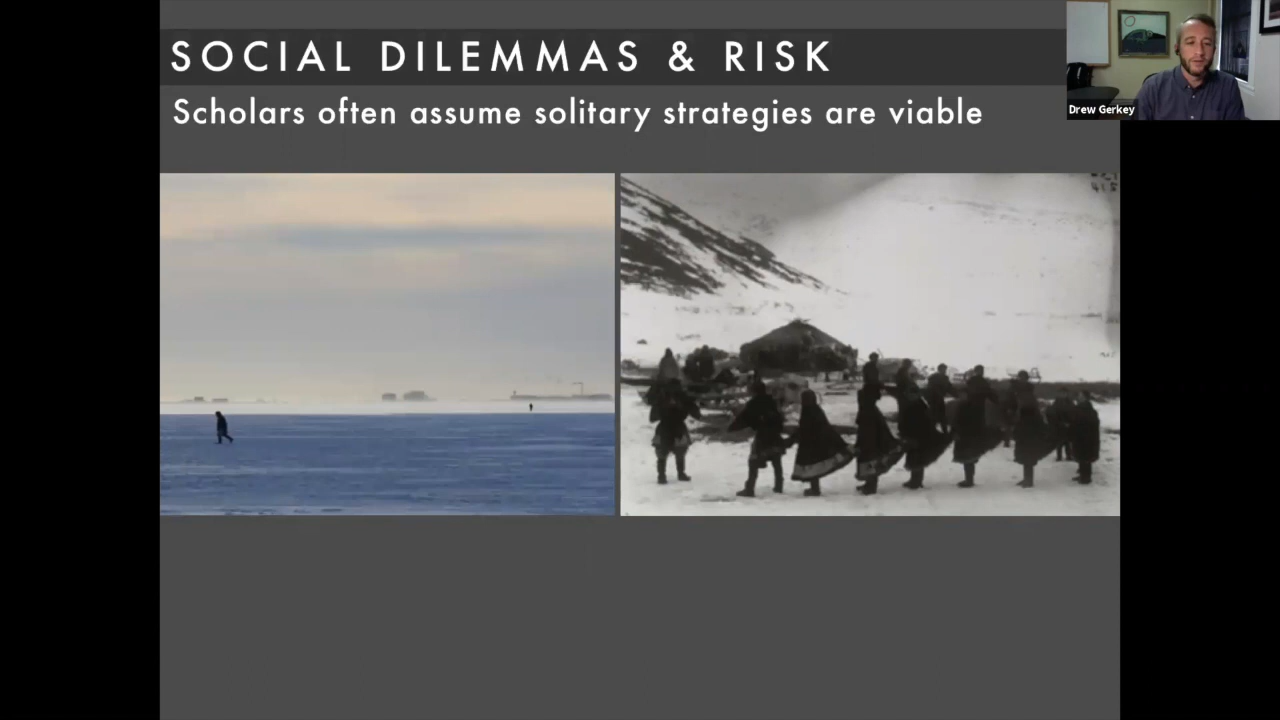 SOCIAL DILEMMAS & RISK
Scholars often assume solitary strategies are viable
Drew Gerkey